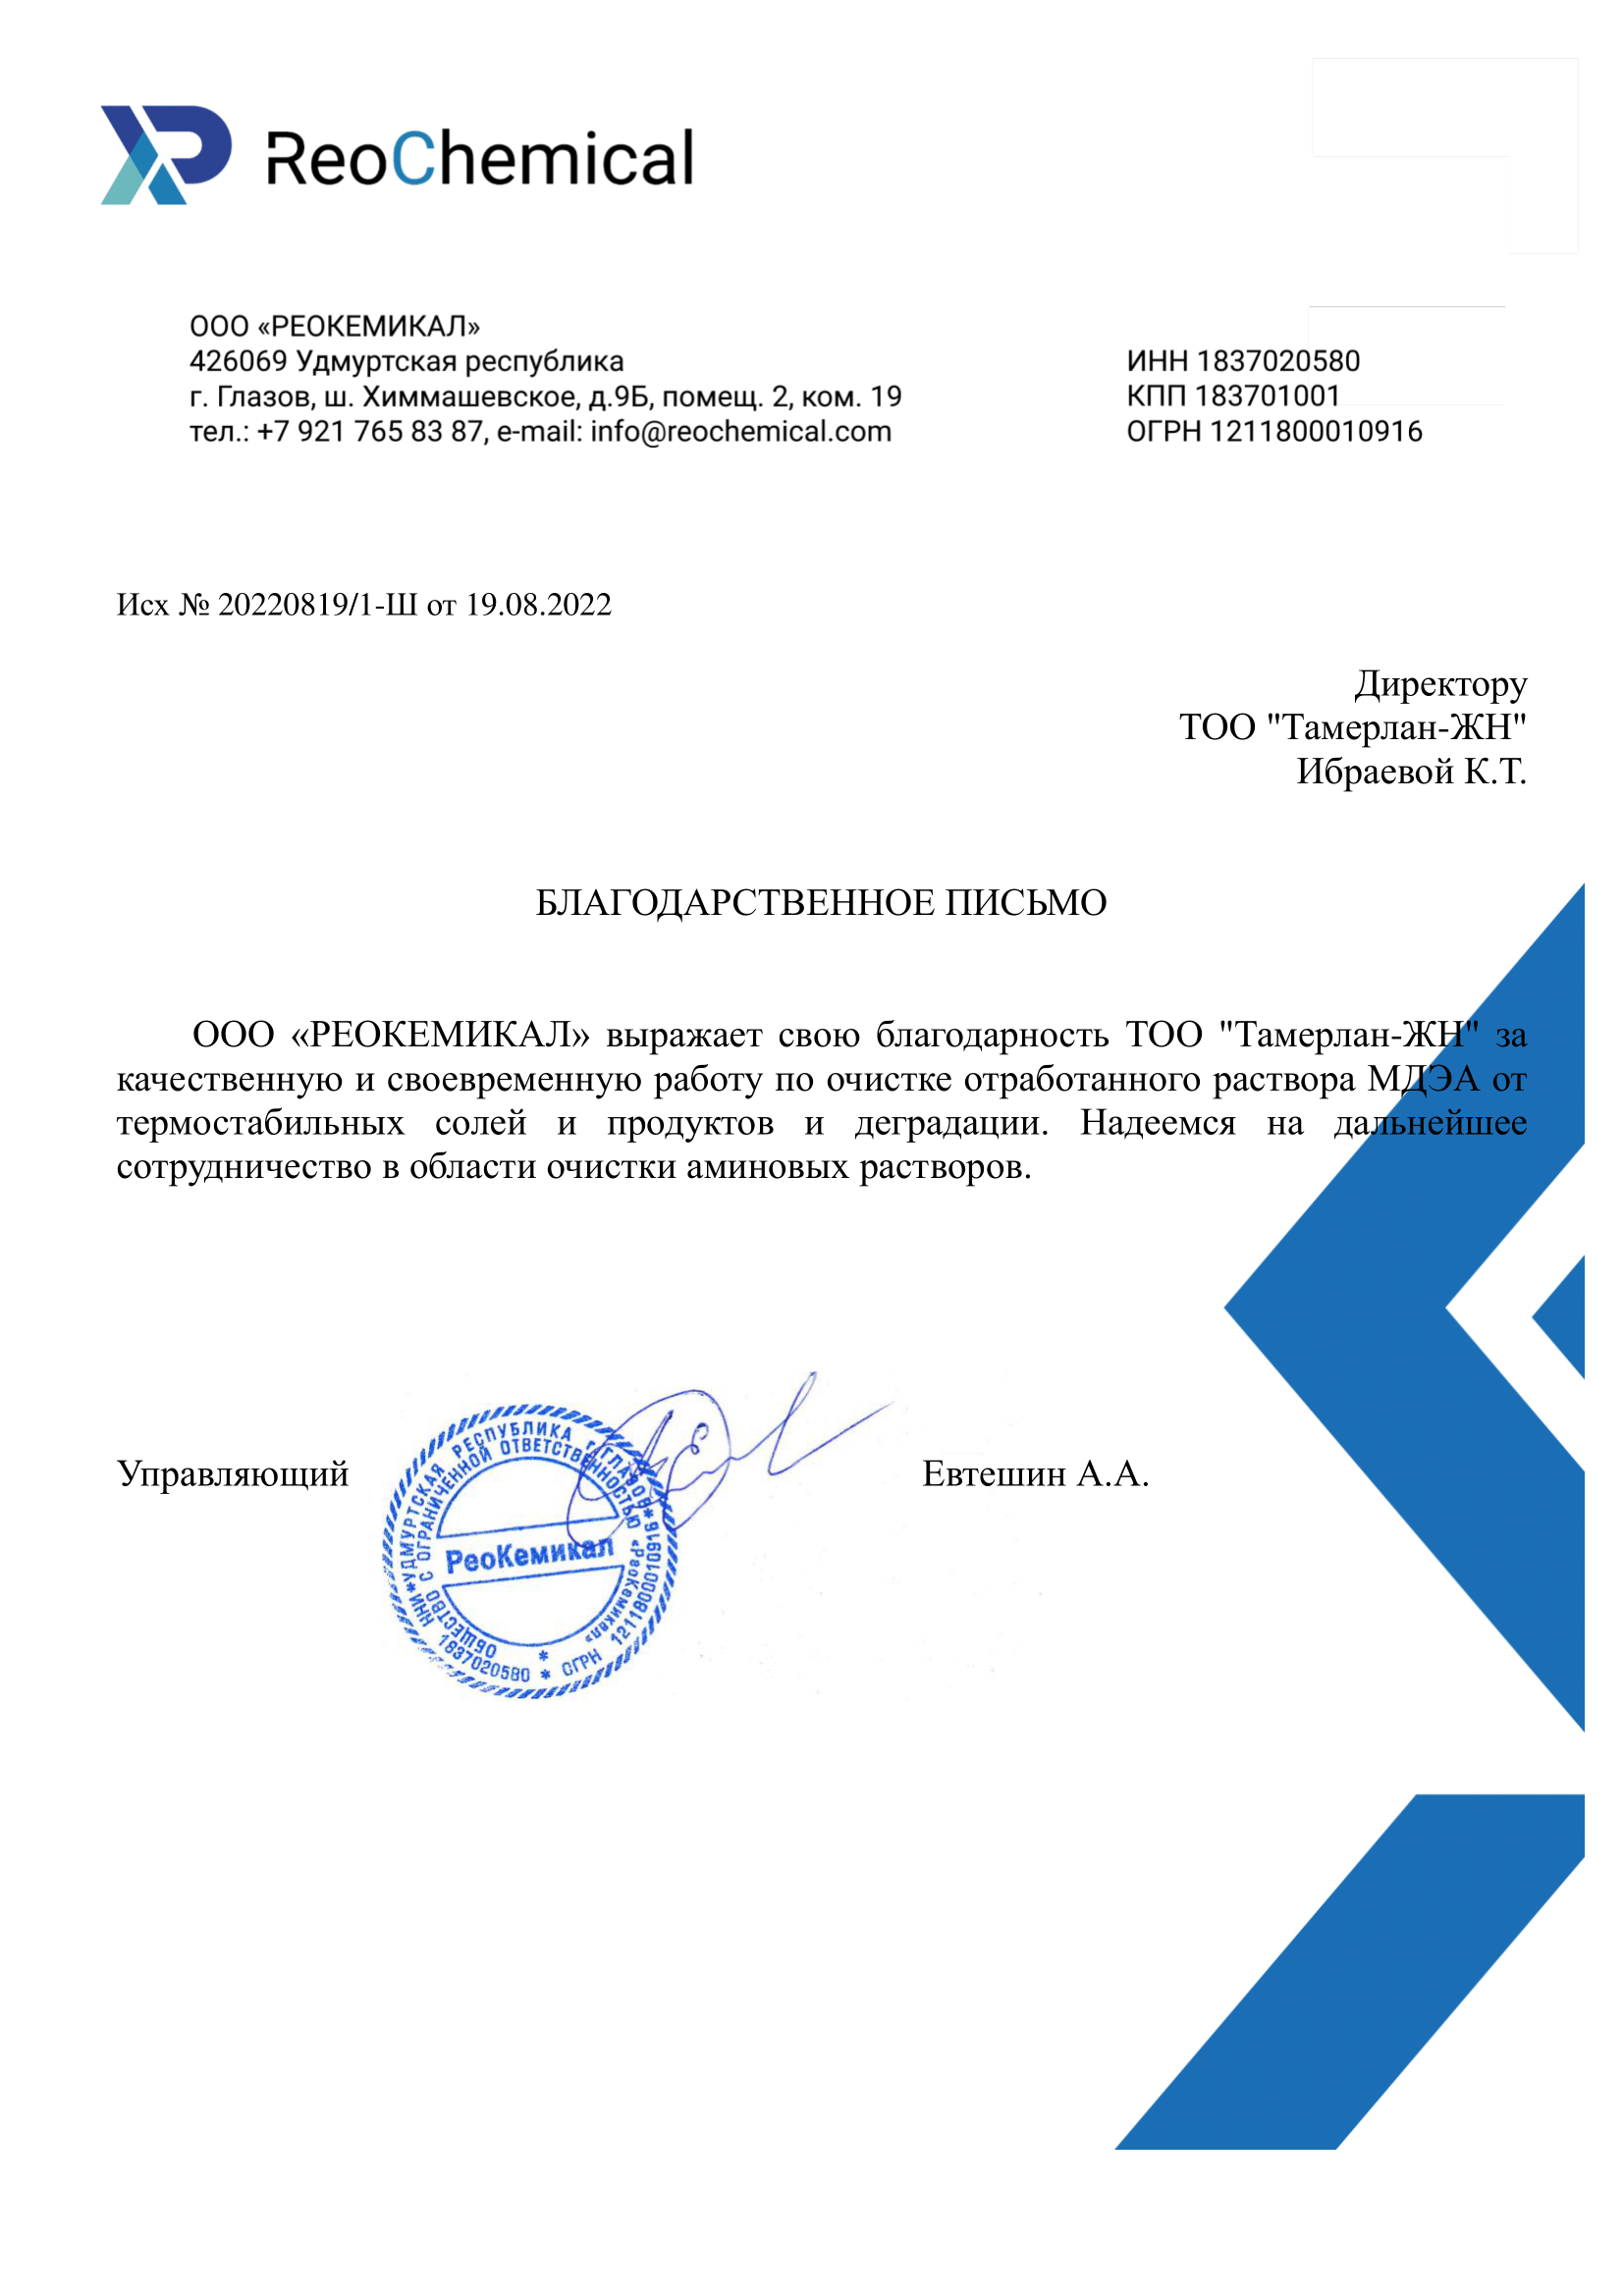 ReoChemical
ООО «РЕОКЕМИКАЛ»
426069 Удмуртская республика
г. Глазов, ш. Химмашевское, д.9Б, помещ. 2, ком. 19
тел.: +7 921 765 83 87, e-mail: info@reochemical.com
ИНН 1837020580
КПП 183701001
ОГРН 1211800010916
Исх № 20220819/1-Ш от 19.08.2022
Директору
ТОО "Тамерлан-ЖН"
Ибраевой К.Т.
БЛАГОДАРСТВЕННОЕ ПИСЬМО
ООО «РЕОКЕМИКАЛ» выражает свою благодарность ТОО "Тамерлан-ЖН" за
качественную и своевременную работу по очистке отработанного раствора МДЭА от
термостабильных солей и продуктов и деградации. Надеемся на дальнейшее
сотрудничество в области очистки аминовых растворов.
Управляющий
Евтешин А.А.
УДМУРТСКАЯ РЕСПУБЛИКА г.ГЛАЗОВ * ОГРН 1211800010916 * ИНН 1837020580 *
ОБЩЕСТВО С ОГРАНИЧЕННОЙ ОТВЕТСТВЕННОСТЬЮ «РеоКемикал» *
РеоКемикал